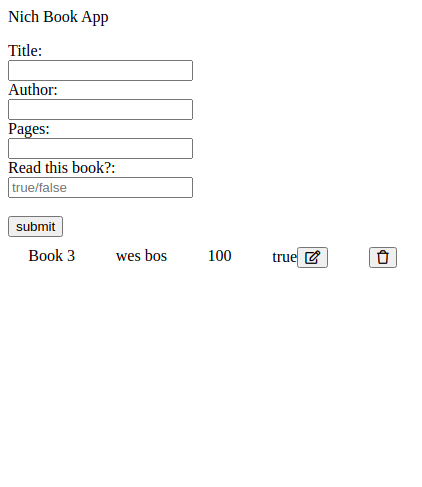 Nich Book App
Title:
Author:
Pages:
Read this book?:
true/false
submit
Book 3 wes bos 100 true